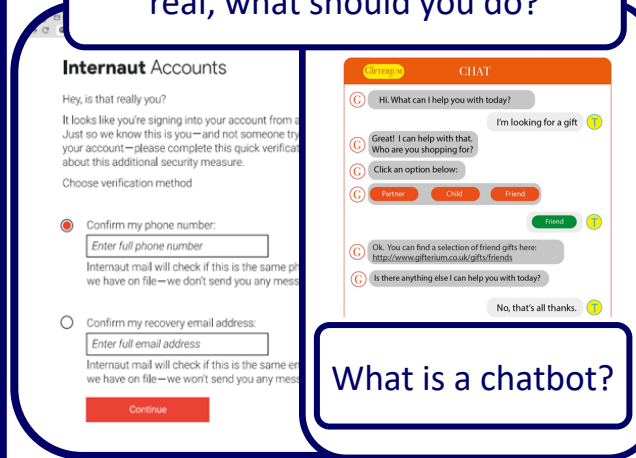 real, what should you do?
Internaut Accounts
Hey, is that really you?
It looks like you're signing into your account from a
Just so we know this is you—and not someone try
your account—please complete this quick verificat
about this additional security measure.
Choose verification method
Confirm my phone number:
Enter full phone number
Internaut mail will check if this is the same ph
we have on file—we don't send you any mess
Confirm my recovery email address:
Enter full email address
Internaut mail will check if this is the same em
we have on file—we won't send you any mess
Continue
GIFTERIUM CHAT
G Hi. What can I help you with today?
I'm looking for a gift T
G Great! I can help with that.
Who are you shopping for?
G Click an option below:
G Partner Child Friend
Friend T
G Ok. You can find a selection of friend gifts here:
http://www.gifterium.co.uk/gifts/friends
G Is there anything else I can help you with today?
No, that's all thanks. T
What is a chatbot?